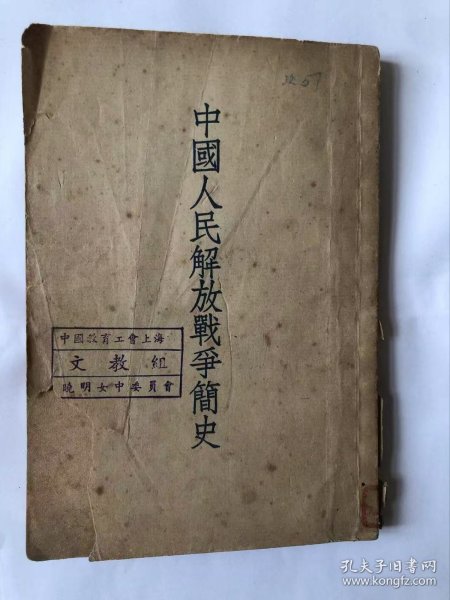 中國人民解放戰爭簡史
中國教育工會上海
文教組
曉明女中委員會
孔夫子旧书网
www.kongfz.com